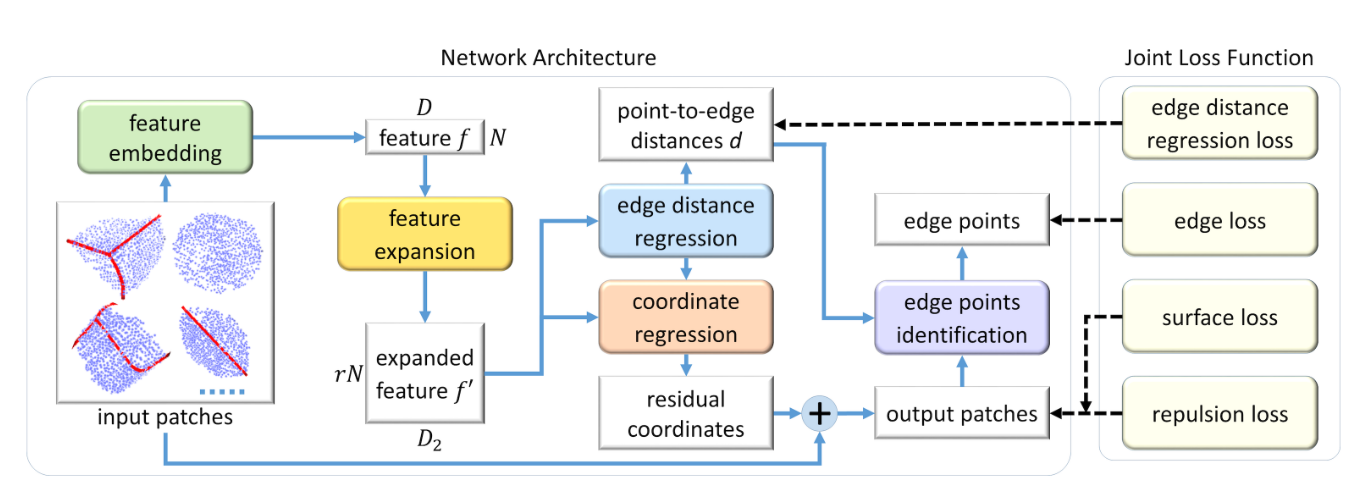 Network Architecture
Joint Loss Function
feature
embedding
D
feature f
N
feature
expansion
rN
expanded
feature f′
D₂
input patches
point-to-edge
distances d
edge distance
regression
coordinate
regression
residual
coordinates
+
edge points
edge points
identification
output patches
edge distance
regression loss
edge loss
surface loss
repulsion loss